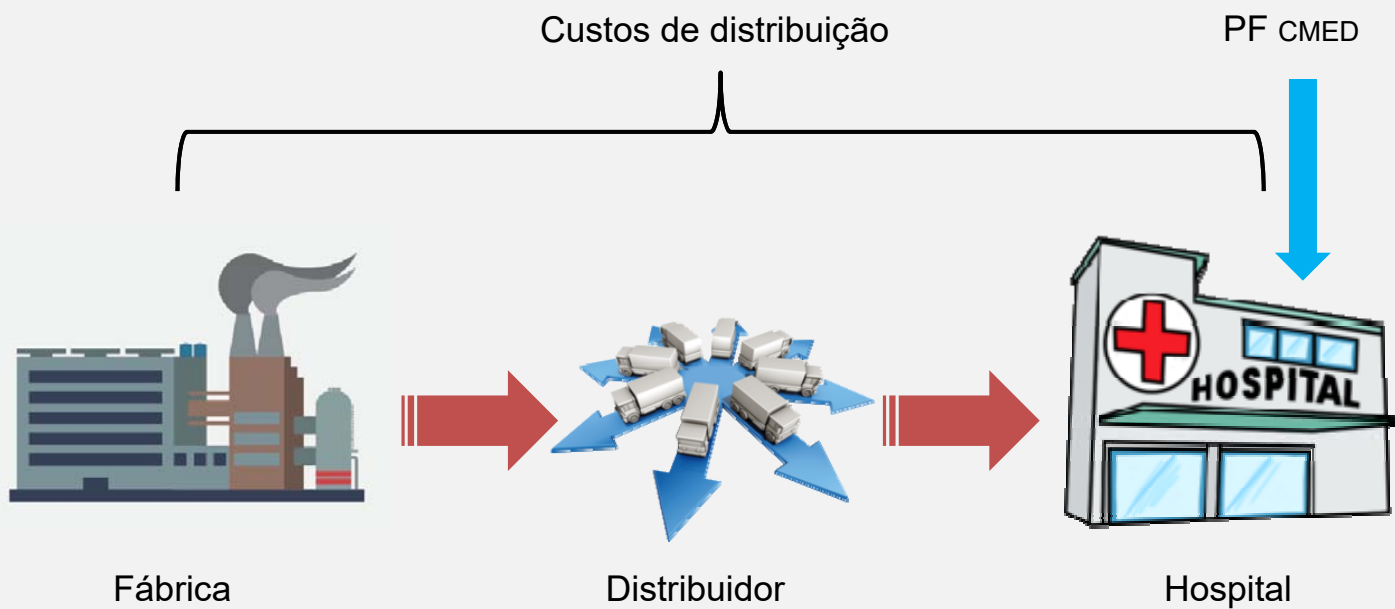 Custos de distribuição
PF CMED
HOSPITAL
Fábrica
Distribuidor
Hospital